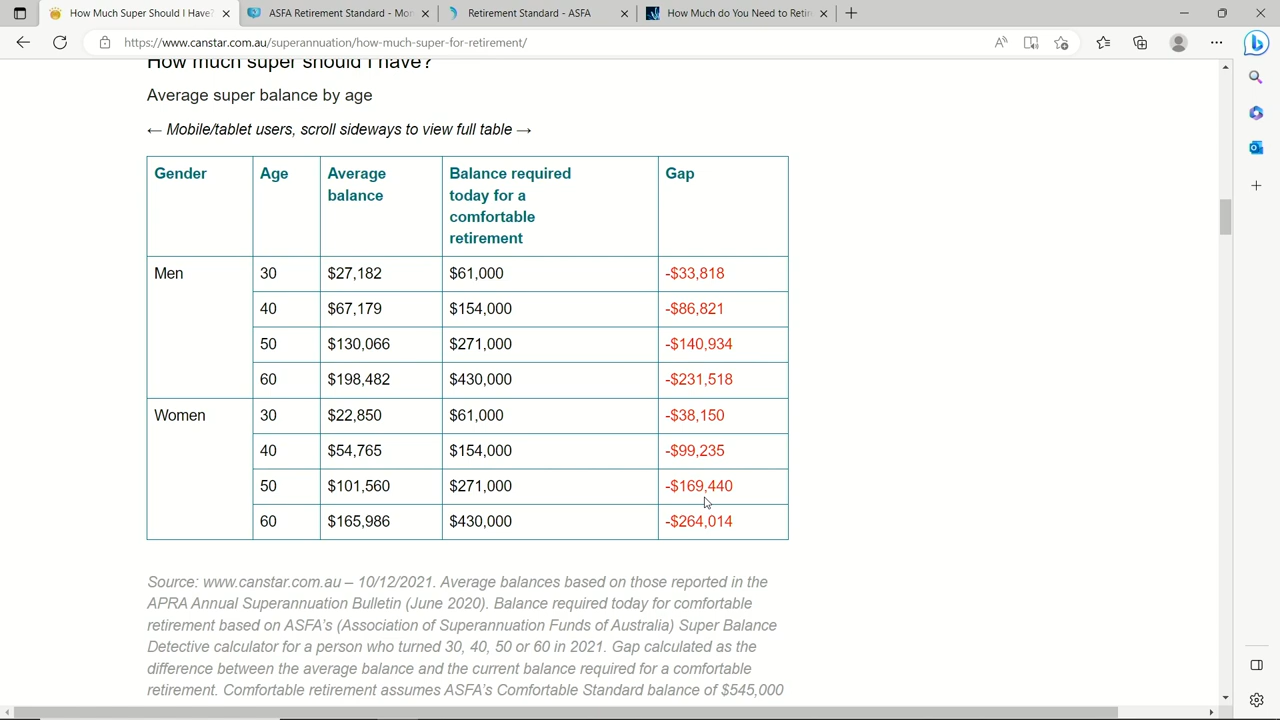 How Much Super Should I Have?
ASFA Retirement Standard - Mor
Retirement Standard - ASFA
How Much do You Need to Retir
https://www.canstar.com.au/superannuation/how-much-super-for-retirement/
How much super should I have?
Average super balance by age
← Mobile/tablet users, scroll sideways to view full table →
Gender Age Average balance Balance required today for a comfortable retirement Gap
Men 30 $27,182 $61,000 -$33,818
40 $67,179 $154,000 -$86,821
50 $130,066 $271,000 -$140,934
60 $198,482 $430,000 -$231,518
Women 30 $22,850 $61,000 -$38,150
40 $54,765 $154,000 -$99,235
50 $101,560 $271,000 -$169,440
60 $165,986 $430,000 -$264,014
Source: www.canstar.com.au – 10/12/2021. Average balances based on those reported in the
APRA Annual Superannuation Bulletin (June 2020). Balance required today for comfortable
retirement based on ASFA's (Association of Superannuation Funds of Australia) Super Balance
Detective calculator for a person who turned 30, 40, 50 or 60 in 2021. Gap calculated as the
difference between the average balance and the current balance required for a comfortable
retirement. Comfortable retirement assumes ASFA's Comfortable Standard balance of $545,000